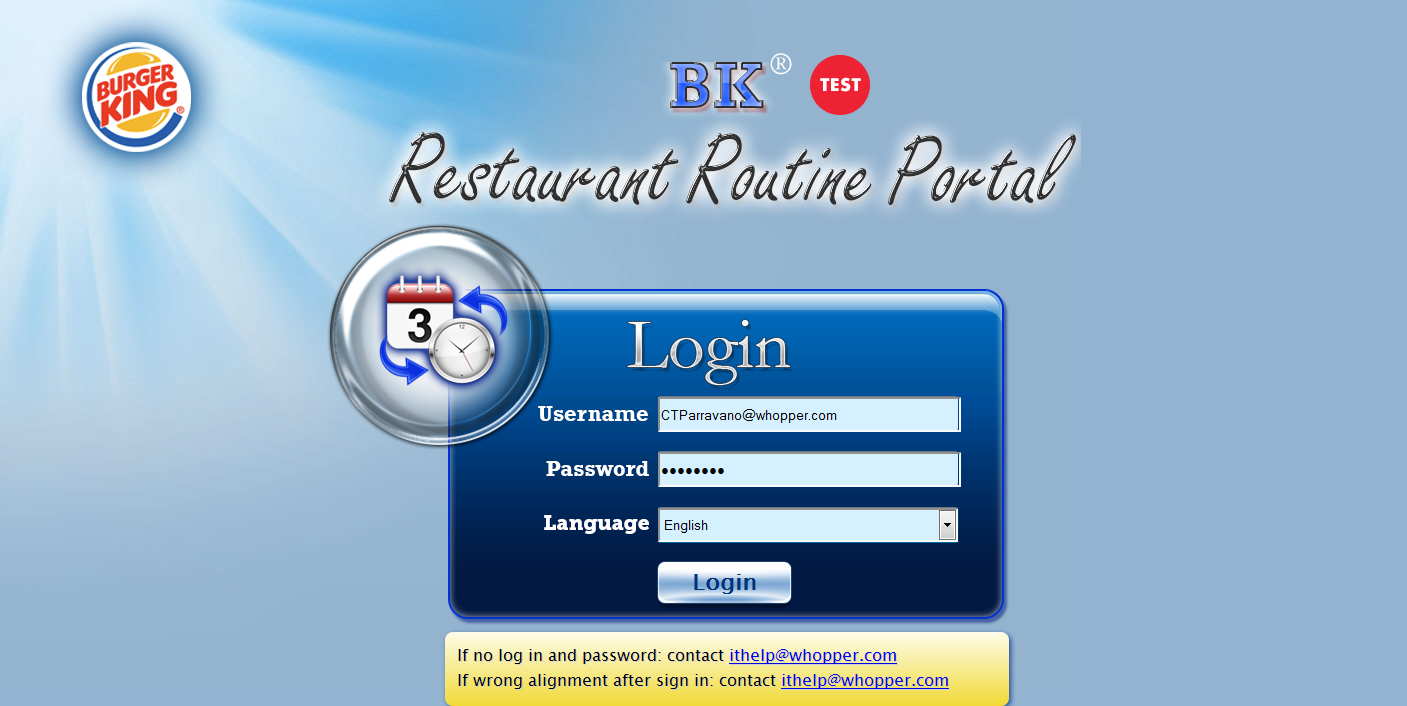 BURGER
KING®
BK® TEST
Restaurant Routine Portal
3
12
Login
Username CTParravano@whopper.com
Password ••••••••
Language English
Login
If no log in and password: contact ithelp@whopper.com
If wrong alignment after sign in: contact ithelp@whopper.com